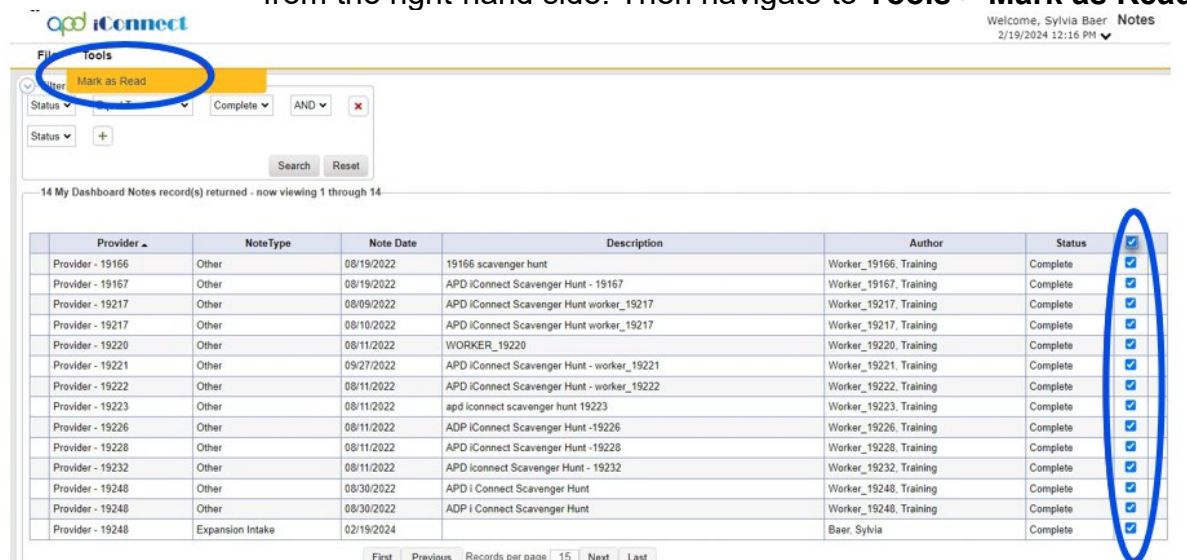 from the right-hand side. Then navigate to Tools > Mark as Read
apd iConnect
Welcome, Sylvia Baer Notes
2/19/2024 12:16 PM
File Tools
Mark as Read
Filter
Status Complete AND
Status +
Search Reset
14 My Dashboard Notes record(s) returned - now viewing 1 through 14
Provider NoteType Note Date Description Author Status
Provider - 19166 Other 08/19/2022 19166 scavenger hunt Worker_19166, Training Complete
Provider - 19167 Other 08/19/2022 APD iConnect Scavenger Hunt - 19167 Worker_19167, Training Complete
Provider - 19217 Other 08/09/2022 APD iConnect Scavenger Hunt worker_19217 Worker_19217, Training Complete
Provider - 19217 Other 08/10/2022 APD iConnect Scavenger Hunt worker_19217 Worker_19217, Training Complete
Provider - 19220 Other 08/11/2022 WORKER_19220 Worker_19220, Training Complete
Provider - 19221 Other 09/27/2022 APD iConnect Scavenger Hunt - worker_19221 Worker_19221, Training Complete
Provider - 19222 Other 08/11/2022 APD iConnect Scavenger Hunt - worker_19222 Worker_19222, Training Complete
Provider - 19223 Other 08/11/2022 apd iconnect scavenger hunt 19223 Worker_19223, Training Complete
Provider - 19226 Other 08/11/2022 ADP iConnect Scavenger Hunt -19226 Worker_19226, Training Complete
Provider - 19228 Other 08/11/2022 APD iConnect Scavenger Hunt -19228 Worker_19228, Training Complete
Provider - 19232 Other 08/11/2022 APD iconnect Scavenger Hunt - 19232 Worker_19232, Training Complete
Provider - 19248 Other 08/30/2022 APD i Connect Scavenger Hunt Worker_19248, Training Complete
Provider - 19248 Other 08/30/2022 ADP i Connect Scavenger Hunt Worker_19248, Training Complete
Provider - 19248 Expansion Intake 02/19/2024 Baer, Sylvia Complete
First Previous Records per page 15 Next Last